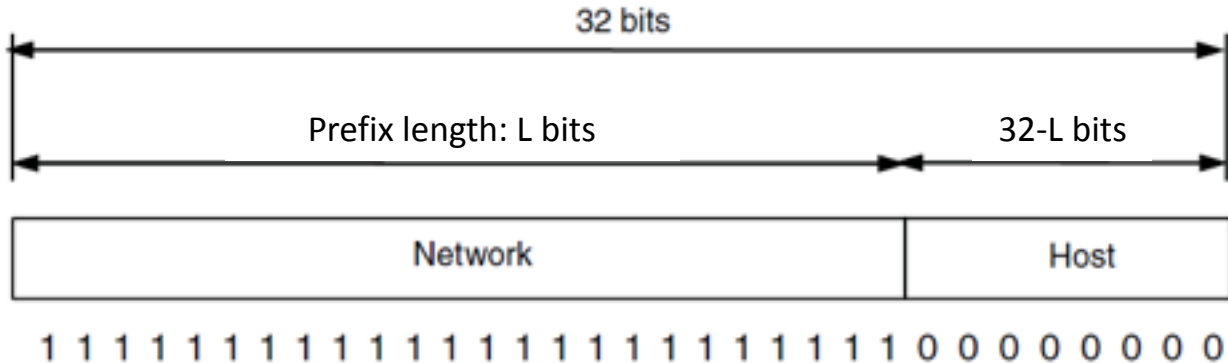 32 bits
Prefix length: L bits 32-L bits
Network Host
1 1 1 1 1 1 1 1 1 1 1 1 1 1 1 1 1 1 1 1 1 1 1 1 0 0 0 0 0 0 0 0 0